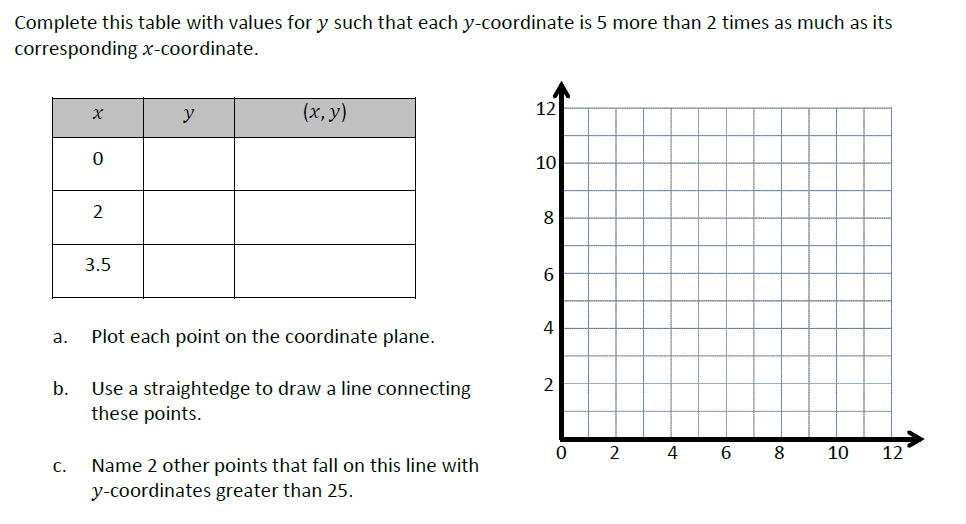 Complete this table with values for y such that each y-coordinate is 5 more than 2 times as much as its
corresponding x-coordinate.
x y (x, y)
0
2
3.5
a. Plot each point on the coordinate plane.
b. Use a straightedge to draw a line connecting
these points.
c. Name 2 other points that fall on this line with
y-coordinates greater than 25.
12
10
8
6
4
2
0 2 4 6 8 10 12